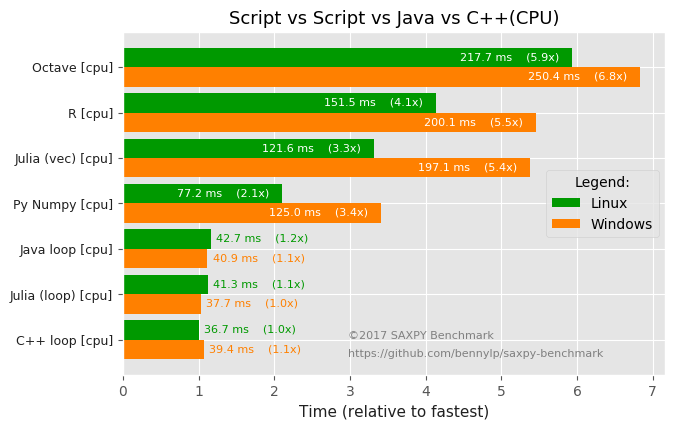 Script vs Script vs Java vs C++(CPU)
Octave [cpu]
217.7 ms (5.9x)
250.4 ms (6.8x)
R [cpu]
151.5 ms (4.1x)
200.1 ms (5.5x)
Julia (vec) [cpu]
121.6 ms (3.3x)
197.1 ms (5.4x)
Py Numpy [cpu]
77.2 ms (2.1x)
125.0 ms (3.4x)
Java loop [cpu]
42.7 ms (1.2x)
40.9 ms (1.1x)
Julia (loop) [cpu]
41.3 ms (1.1x)
37.7 ms (1.0x)
C++ loop [cpu]
36.7 ms (1.0x)
39.4 ms (1.1x)
Legend:
Linux
Windows
©2017 SAXPY Benchmark
https://github.com/bennylp/saxpy-benchmark
0 1 2 3 4 5 6 7
Time (relative to fastest)